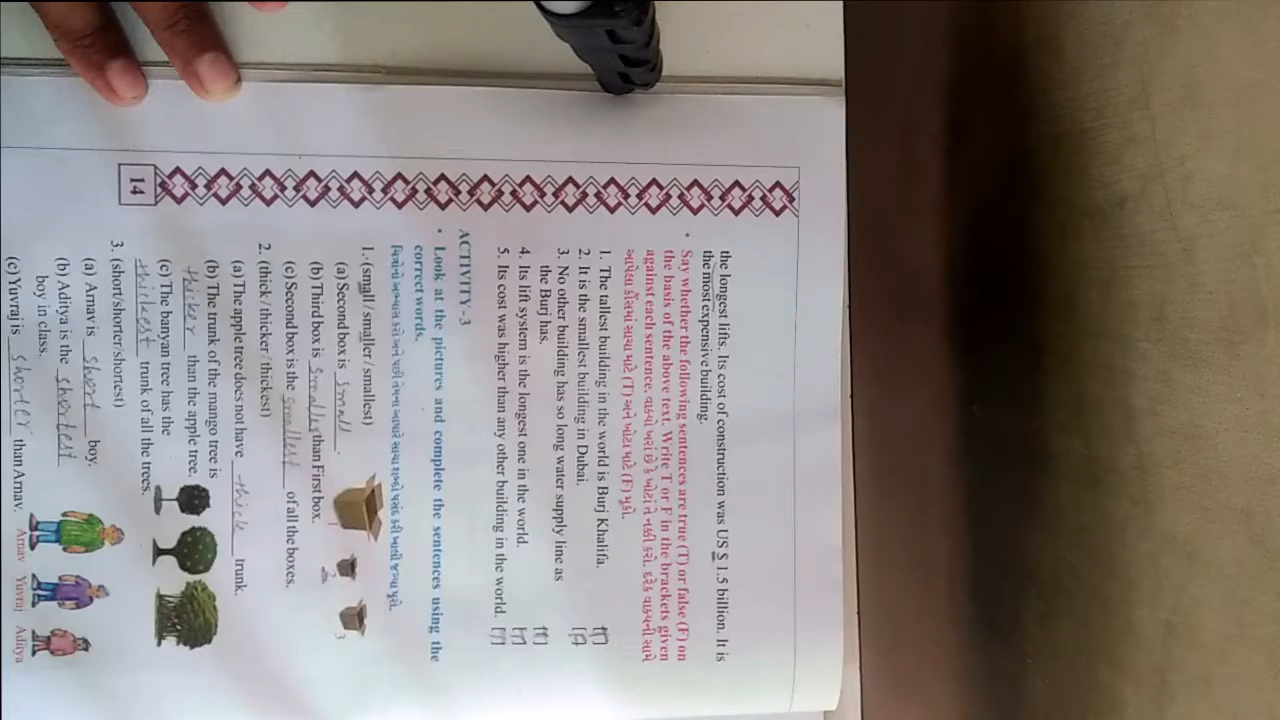 the longest lifts. Its cost of construction was US $ 1.5 billion. It is
the most expensive building.
• Say whether the following sentences are true (T) or false (F) on
the basis of the above text. Write T or F in the brackets given
against each sentence. વાક્યો ખરાં છે કે ખોટાં તે નક્કી કરો. દરેક વાક્યની સામે
આપેલા કૌંસમાં સાચા માટે (T) અને ખોટા માટે (F) મૂકો.
1. The tallest building in the world is Burj Khalifa. [T]
2. It is the smallest building in Dubai. [F]
3. No other building has so long water supply line as
the Burj has. [T]
4. Its lift system is the longest one in the world. [T]
5. Its cost was higher than any other building in the world. [T]
ACTIVITY-3
• Look at the pictures and complete the sentences using the
correct words.
ચિત્રોનો અભ્યાસ કરો અને પછી તેમના આધારે સાચા શબ્દો પસંદ કરી ખાલી જગ્યા પૂરો.
1. (small / smaller / smallest)
(a) Second box is small.
(b) Third box is smaller than First box.
(c) Second box is the smallest of all the boxes.
1 2 3
2. (thick / thicker / thickest)
(a) The apple tree does not have thick trunk.
(b) The trunk of the mango tree is
thicker than the apple tree.
(c) The banyan tree has the
thickest trunk of all the trees.
3. (short/shorter/shortest)
(a) Arnav is short boy.
(b) Aditya is the shortest
boy in class.
(c) Yuvraj is shorter than Arnav.
Arnav Yuvraj Aditya
14